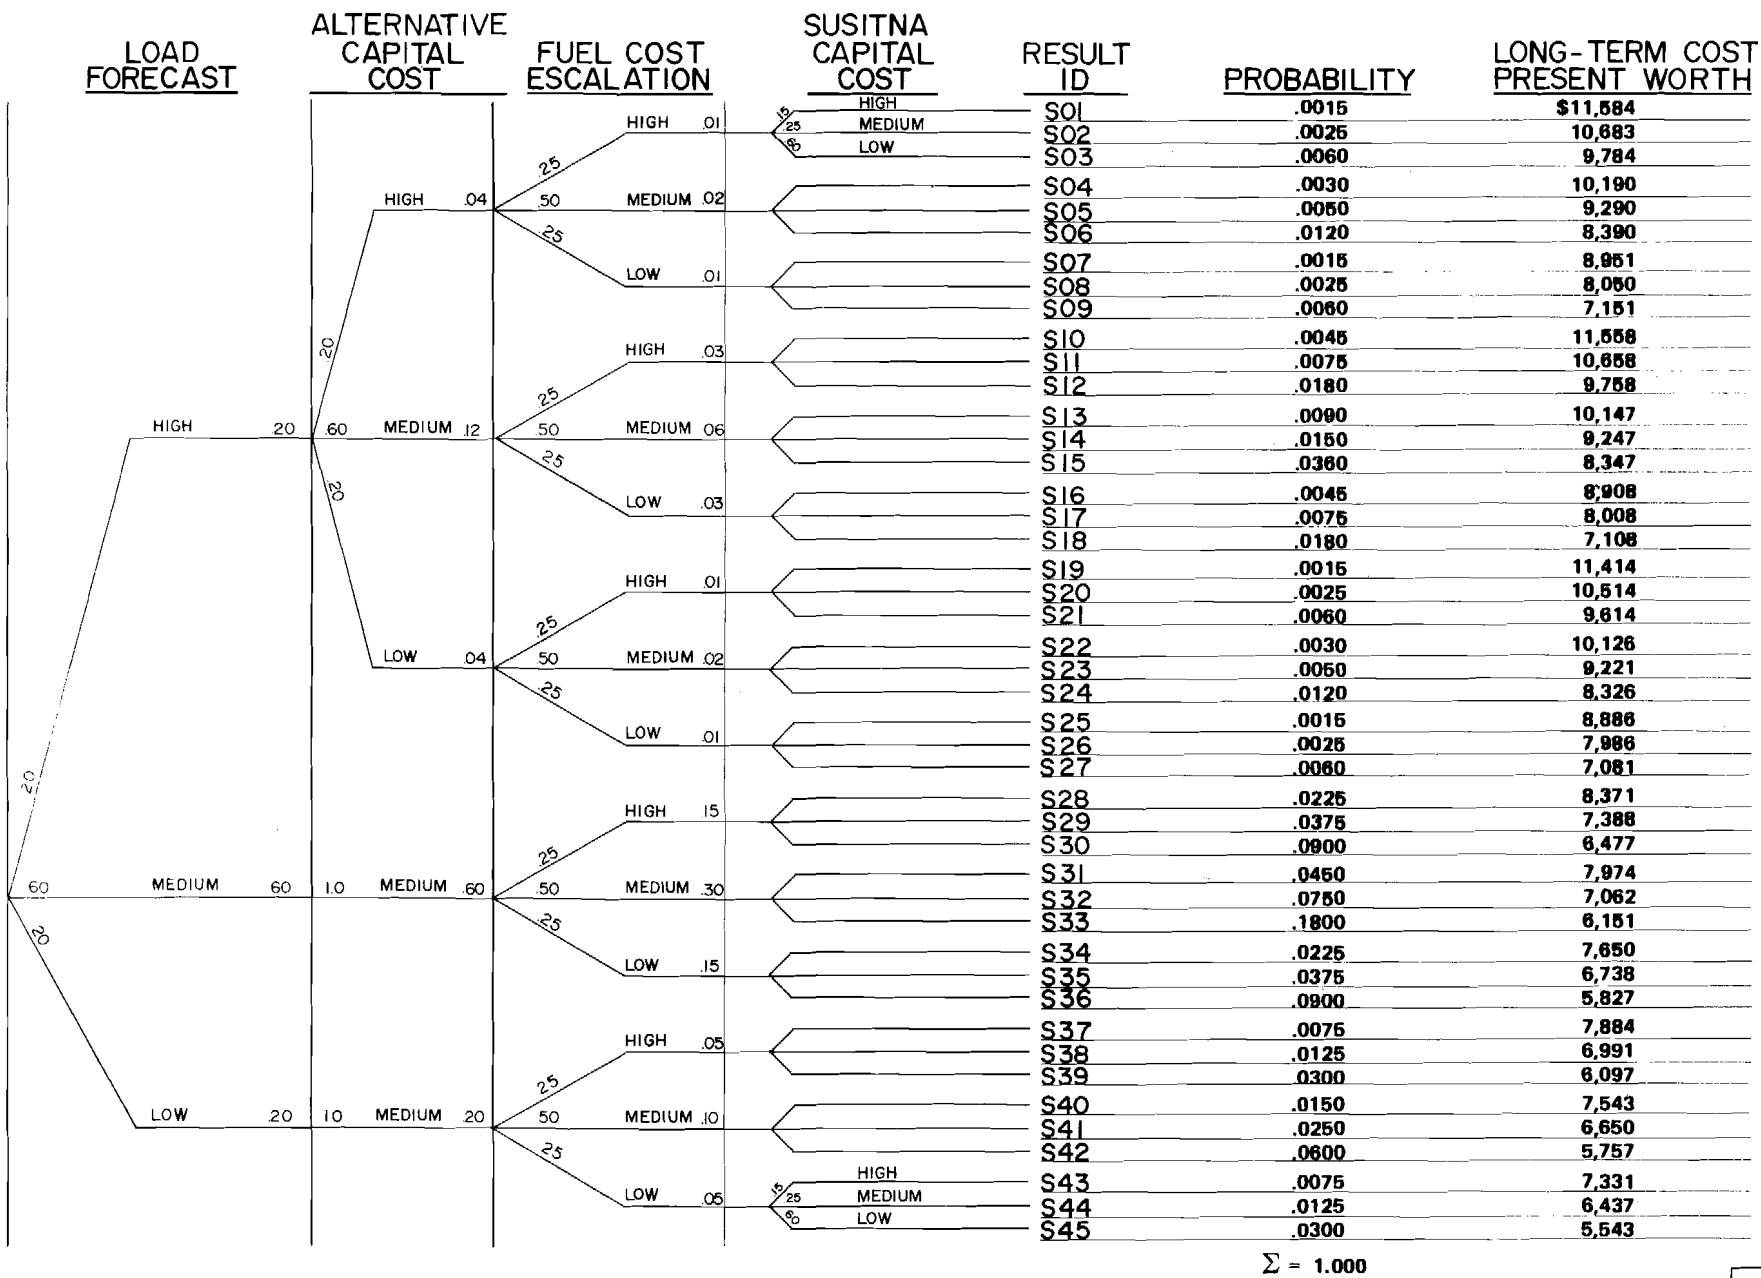 LOAD FORECAST
ALTERNATIVE CAPITAL COST
FUEL COST ESCALATION
SUSITNA CAPITAL COST
RESULT ID
PROBABILITY
LONG-TERM COST PRESENT WORTH
HIGH .01 .15 HIGH S01 .0015 $11,584
.25 MEDIUM S02 .0025 10,683
.60 LOW S03 .0060 9,784
.25
S04 .0030 10,190
HIGH .04 .50 MEDIUM .02 S05 .0050 9,290
S06 .0120 8,390
.25
S07 .0015 8,951
LOW .01 S08 .0025 8,050
S09 .0060 7,151
.20
S10 .0045 11,558
HIGH .03 S11 .0075 10,658
S12 .0180 9,758
.25
S13 .0090 10,147
HIGH .20 .60 MEDIUM .12 .50 MEDIUM .06 S14 .0150 9,247
S15 .0360 8,347
.25
.20
S16 .0045 8,908
LOW .03 S17 .0075 8,008
S18 .0180 7,108
S19 .0015 11,414
HIGH .01 S20 .0025 10,514
S21 .0060 9,614
.25
S22 .0030 10,126
LOW .04 .50 MEDIUM .02 S23 .0050 9,221
S24 .0120 8,326
.25
S25 .0015 8,886
LOW .01 S26 .0025 7,986
S27 .0060 7,081
.20
S28 .0225 8,371
HIGH .15 S29 .0375 7,388
S30 .0900 6,477
.25
S31 .0450 7,974
.60 MEDIUM .60 1.0 MEDIUM .60 .50 MEDIUM .30 S32 .0750 7,062
S33 .1800 6,151
.20
.25
S34 .0225 7,650
LOW .15 S35 .0375 6,738
S36 .0900 5,827
S37 .0075 7,884
HIGH .05 S38 .0125 6,991
S39 .0300 6,097
.25
S40 .0150 7,543
LOW .20 1.0 MEDIUM .20 .50 MEDIUM .10 S41 .0250 6,650
S42 .0600 5,757
.25
.15 HIGH S43 .0075 7,331
LOW .05 .25 MEDIUM S44 .0125 6,437
.60 LOW S45 .0300 5,543
Σ = 1.000